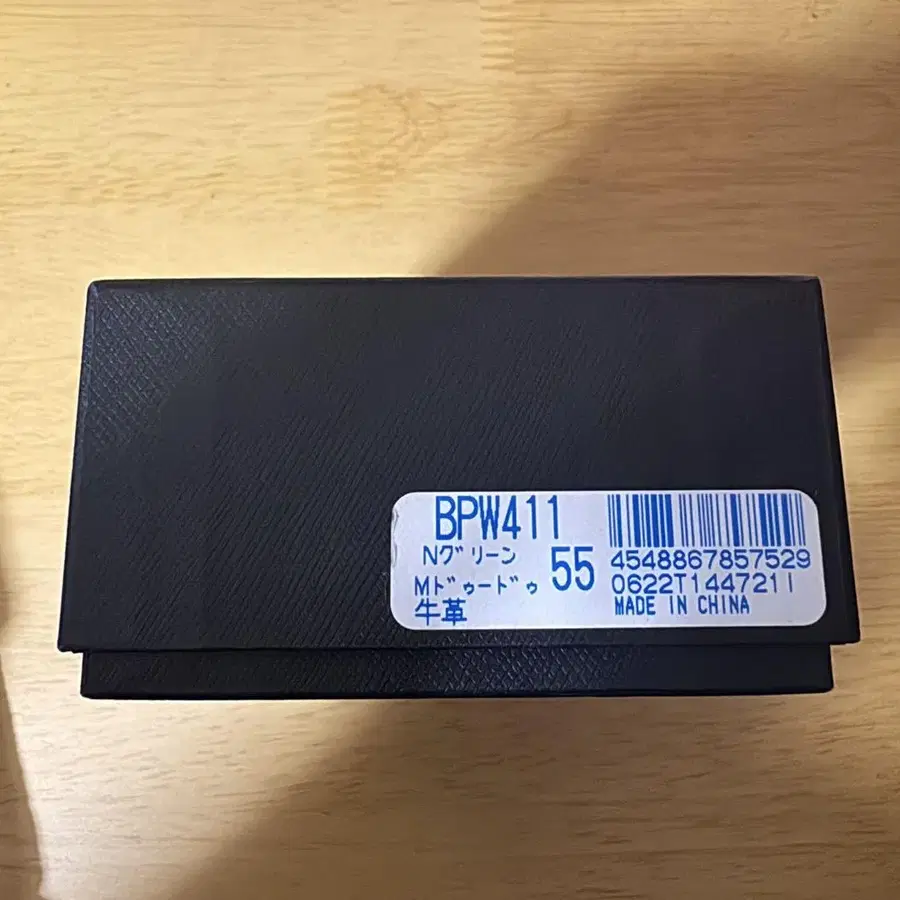 BPW411
Nグリーン
55
Mドゥードゥ
牛革
4548867857529
0622T144721I
MADE IN CHINA